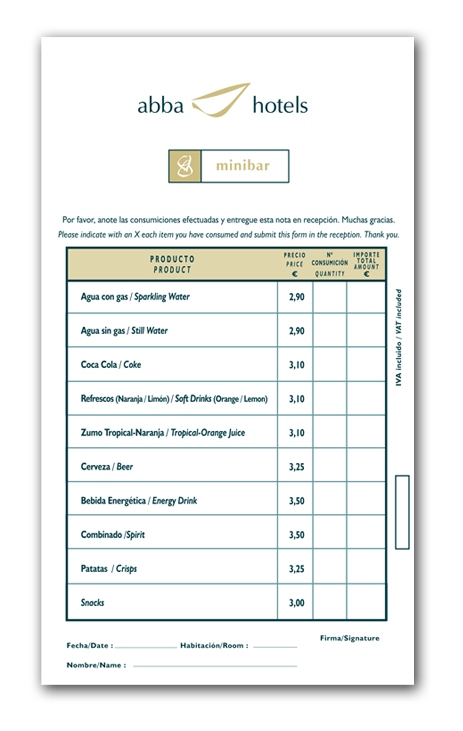 abba hotels
minibar
Por favor, anote las consumiciones efectuadas y entregue esta nota en recepción. Muchas gracias.
Please indicate with an X each item you have consumed and submit this form in the reception. Thank you.
PRODUCTO PRECIO Nº IMPORTE
PRODUCT PRICE CONSUMICIÓN TOTAL
€ QUANTITY AMOUNT
€
Agua con gas / Sparkling Water 2,90
Agua sin gas / Still Water 2,90
Coca Cola / Coke 3,10
Refrescos (Naranja / Limón) / Soft Drinks (Orange / Lemon) 3,10
Zumo Tropical-Naranja / Tropical-Orange Juice 3,10
Cerveza / Beer 3,25
Bebida Energética / Energy Drink 3,50
Combinado /Spirit 3,50
Patatas / Crisps 3,25
Snacks 3,00
IVA incluido / VAT included
Firma/Signature
Fecha/Date : Habitación/Room :
Nombre/Name :